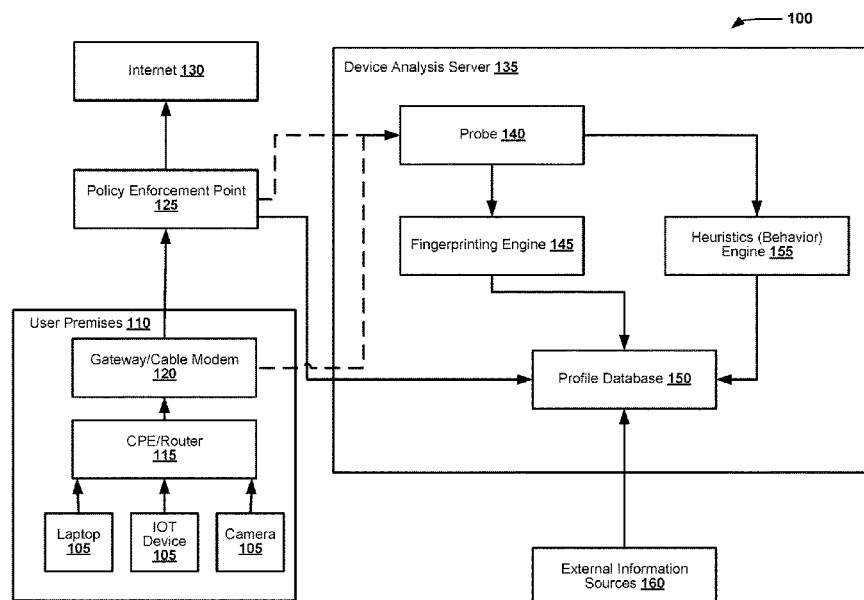 100
Internet 130
Device Analysis Server 135
Probe 140
Policy Enforcement Point
125
Fingerprinting Engine 145
Heuristics (Behavior)
Engine 155
User Premises 110
Gateway/Cable Modem
120
Profile Database 150
CPE/Router
115
Laptop
105
IOT
Device
105
Camera
105
External Information
Sources 160